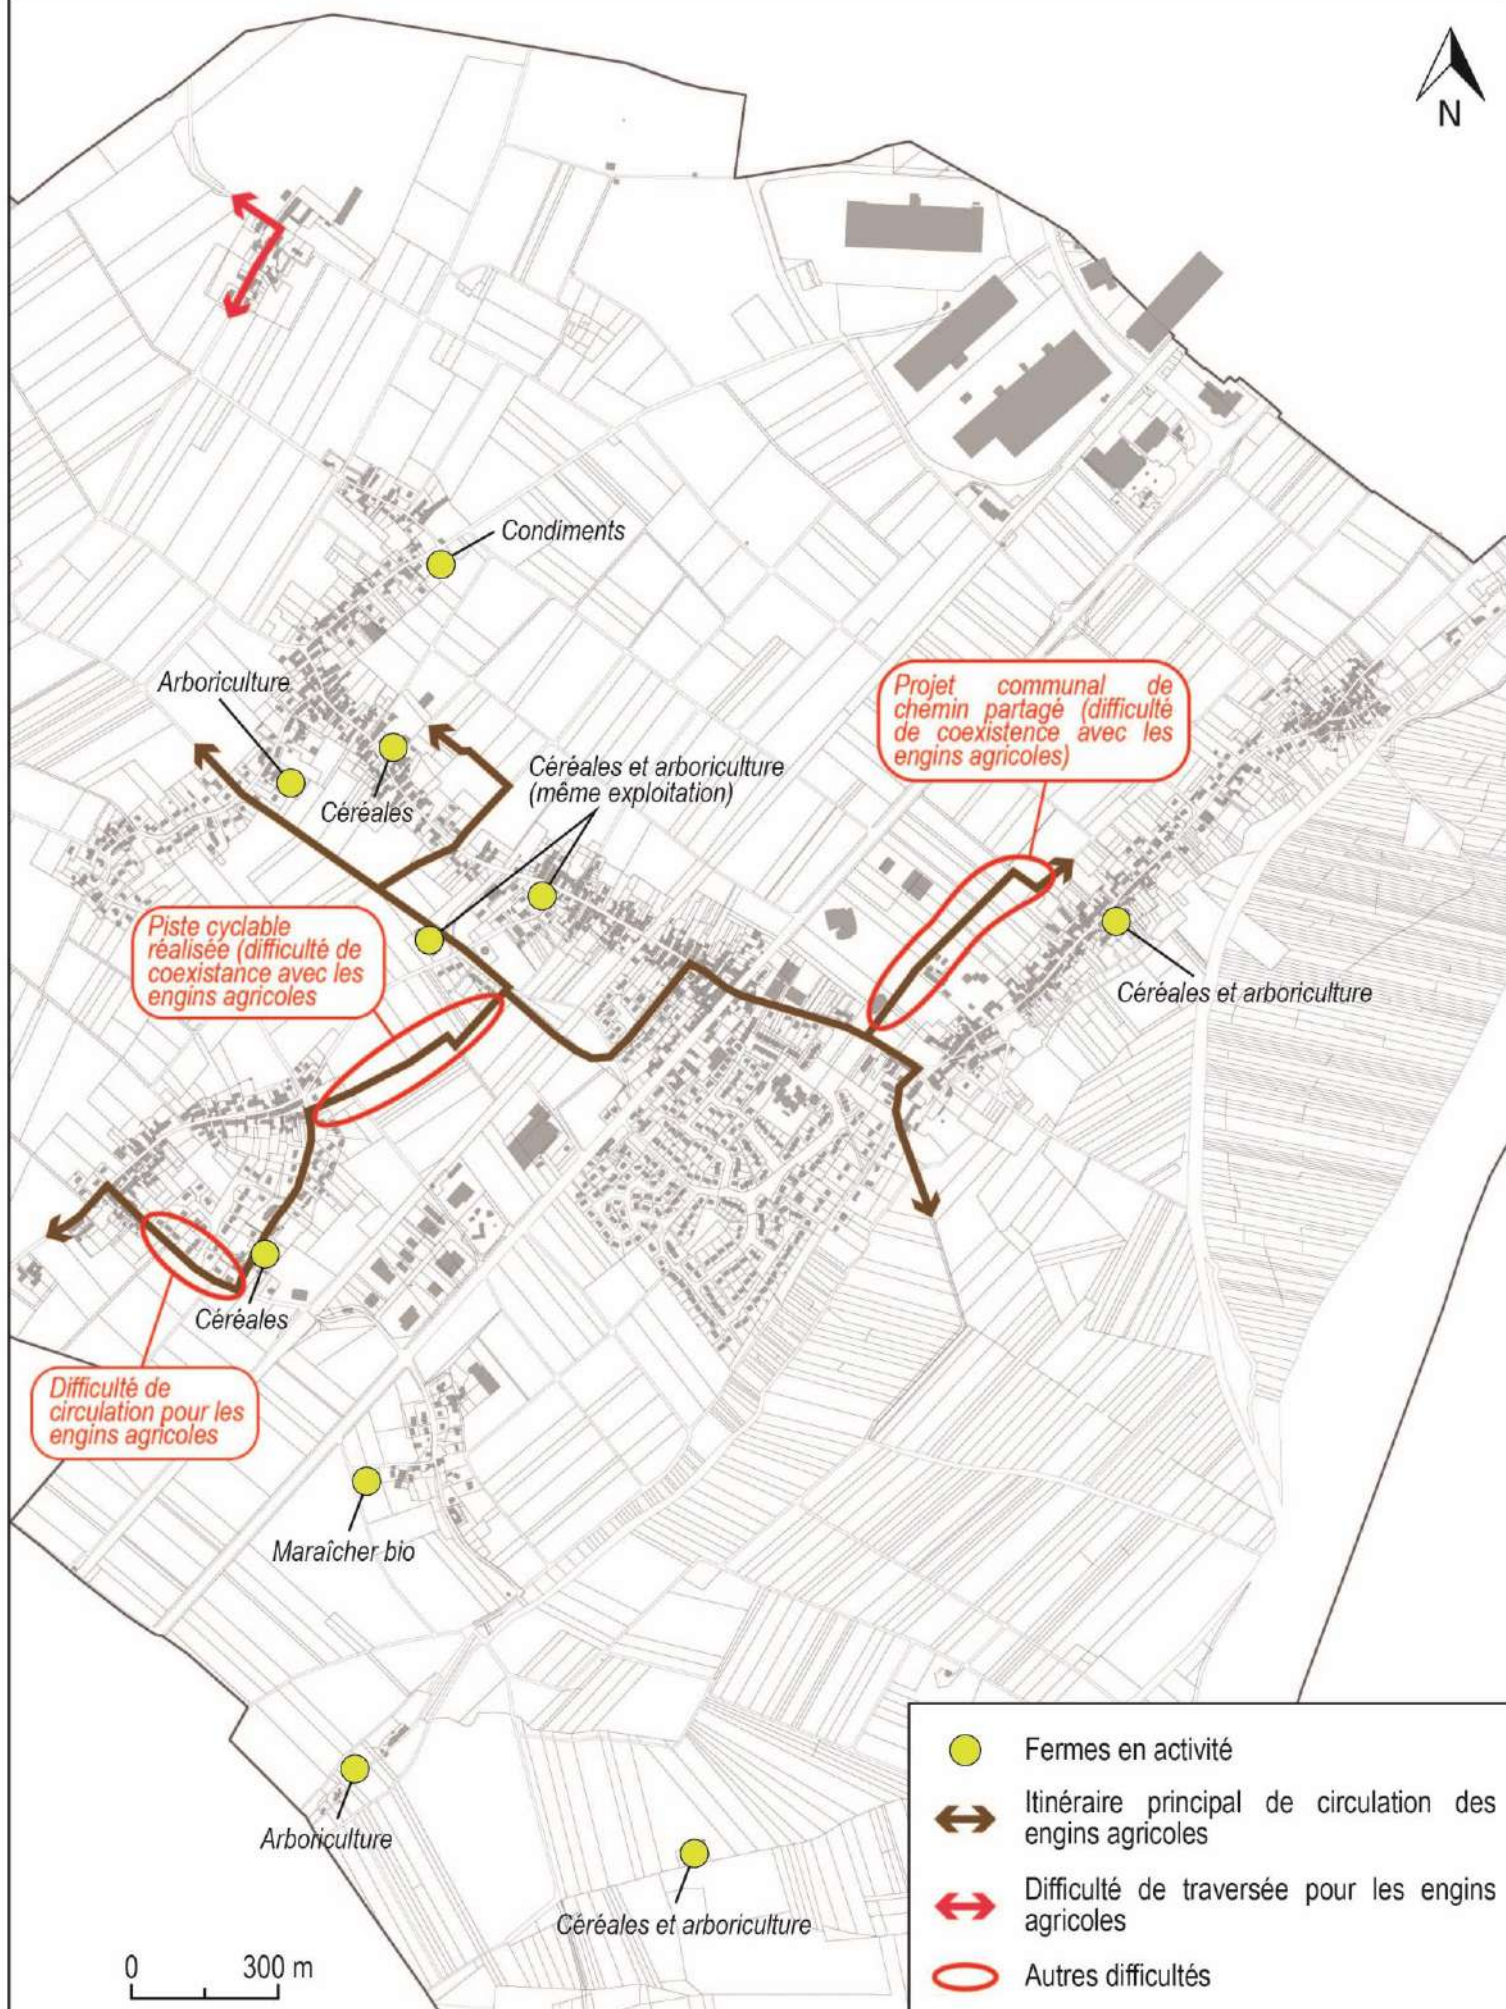 N
Condiments
Arboriculture
Projet communal de
chemin partagé (difficulté
de coexistence avec les
engins agricoles)
Céréales et arboriculture
(même exploitation)
Céréales
Piste cyclable
réalisée (difficulté de
coexistance avec les
engins agricoles
Céréales et arboriculture
Céréales
Difficulté de
circulation pour les
engins agricoles
Maraîcher bio
Arboriculture
Céréales et arboriculture
0 300 m
Fermes en activité
Itinéraire principal de circulation des
engins agricoles
Difficulté de traversée pour les engins
agricoles
Autres difficultés